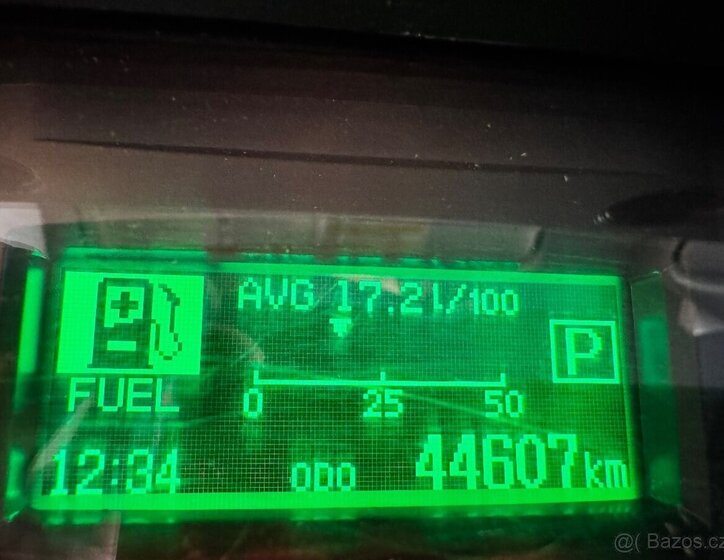 AVG 17.2l/100
P
FUEL
0 25 50
12:34 ODO 44607km
@( Bazos.cz